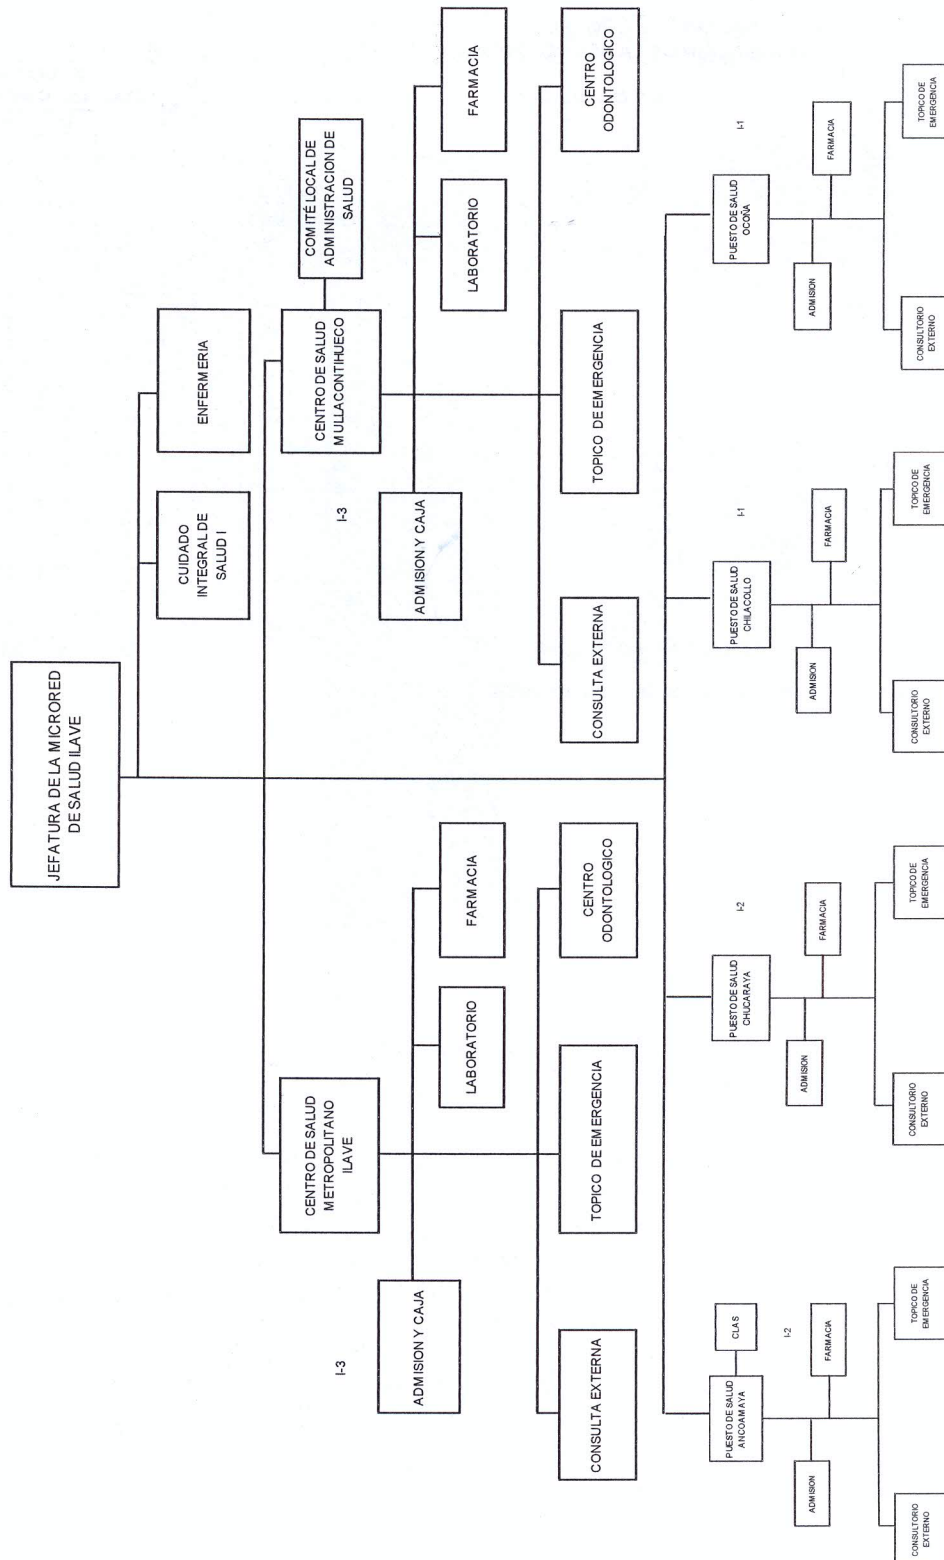 JEFATURA DE LA MICRORED
DE SALUD ILAVE
CUIDADO
INTEGRAL DE
SALUD I
ENFERMERIA
CENTRO DE SALUD
METROPOLITANO
ILAVE
CENTRO DE SALUD
MULLACONTIHUECO
COMITÉ LOCAL DE
ADMINISTRACION DE
SALUD
I-3
ADMISION Y CAJA
LABORATORIO
FARMACIA
I-3
ADMISION Y CAJA
LABORATORIO
FARMACIA
CONSULTA EXTERNA
TOPICO DE EMERGENCIA
CENTRO
ODONTOLOGICO
CONSULTA EXTERNA
TOPICO DE EMERGENCIA
CENTRO
ODONTOLOGICO
PUESTO DE SALUD
ANCOAMAYA
CLAS
I-2
ADMISION
FARMACIA
CONSULTORIO
EXTERNO
TOPICO DE
EMERGENCIA
PUESTO DE SALUD
CHUCARAYA
I-2
ADMISION
FARMACIA
CONSULTORIO
EXTERNO
TOPICO DE
EMERGENCIA
PUESTO DE SALUD
CHILACOLLO
I-1
ADMISION
FARMACIA
CONSULTORIO
EXTERNO
TOPICO DE
EMERGENCIA
PUESTO DE SALUD
OCOÑA
I-1
ADMISION
FARMACIA
CONSULTORIO
EXTERNO
TOPICO DE
EMERGENCIA